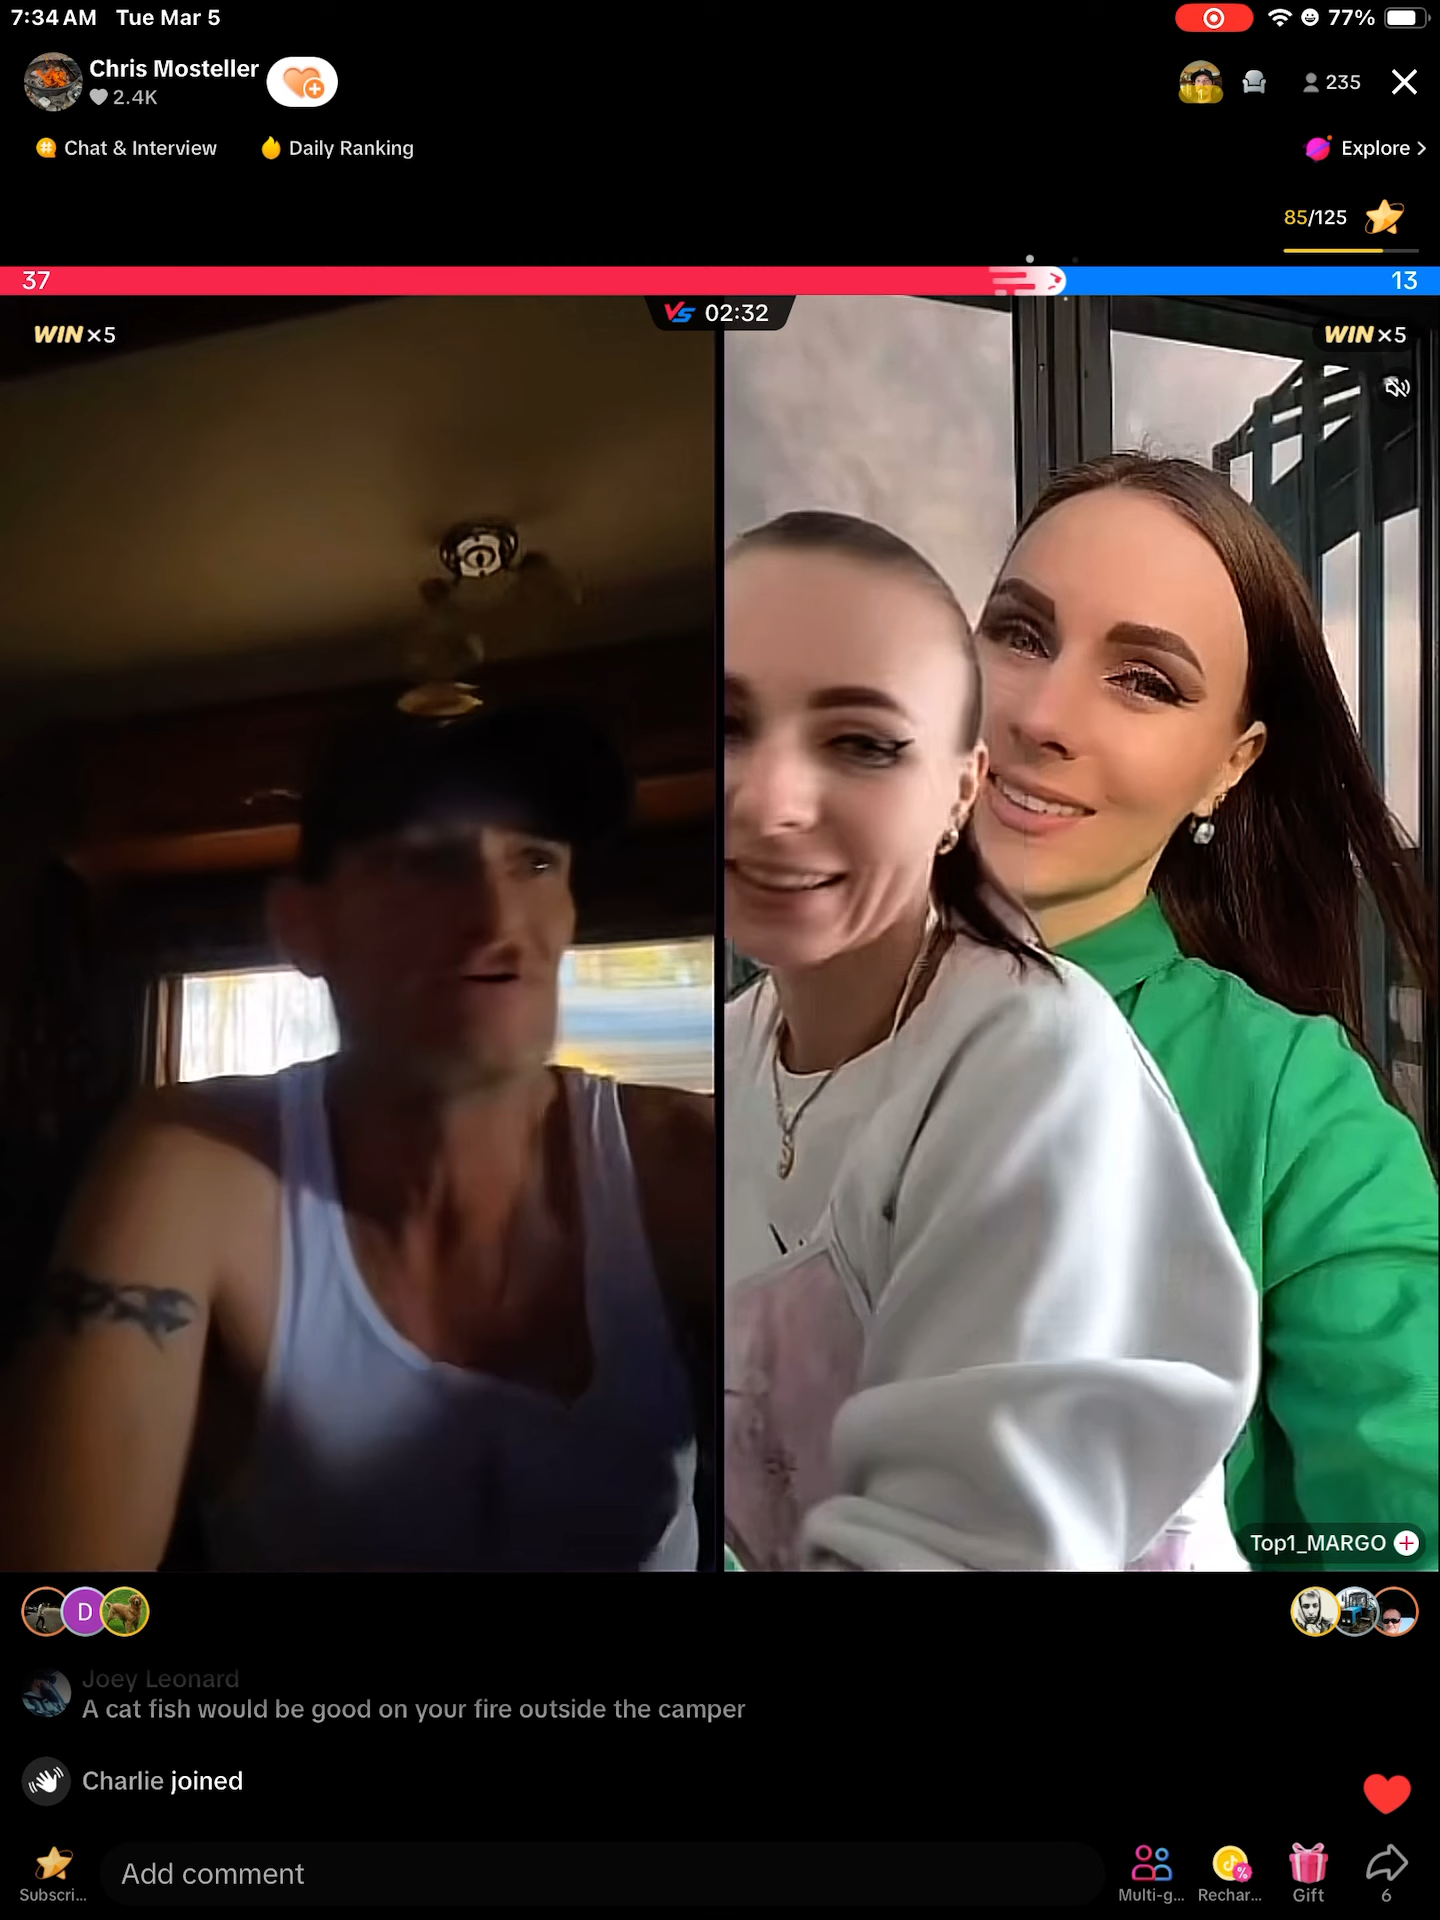 7:34 AM Tue Mar 5
77%
Chris Mosteller
2.4K
235
Chat & Interview
Daily Ranking
Explore >
85/125
37
13
VS 02:32
WIN ×5
WIN ×5
Top1_MARGO
D
Joey Leonard
A cat fish would be good on your fire outside the camper
Charlie joined
Add comment
Subscri...
Multi-g...
Rechar...
Gift
6